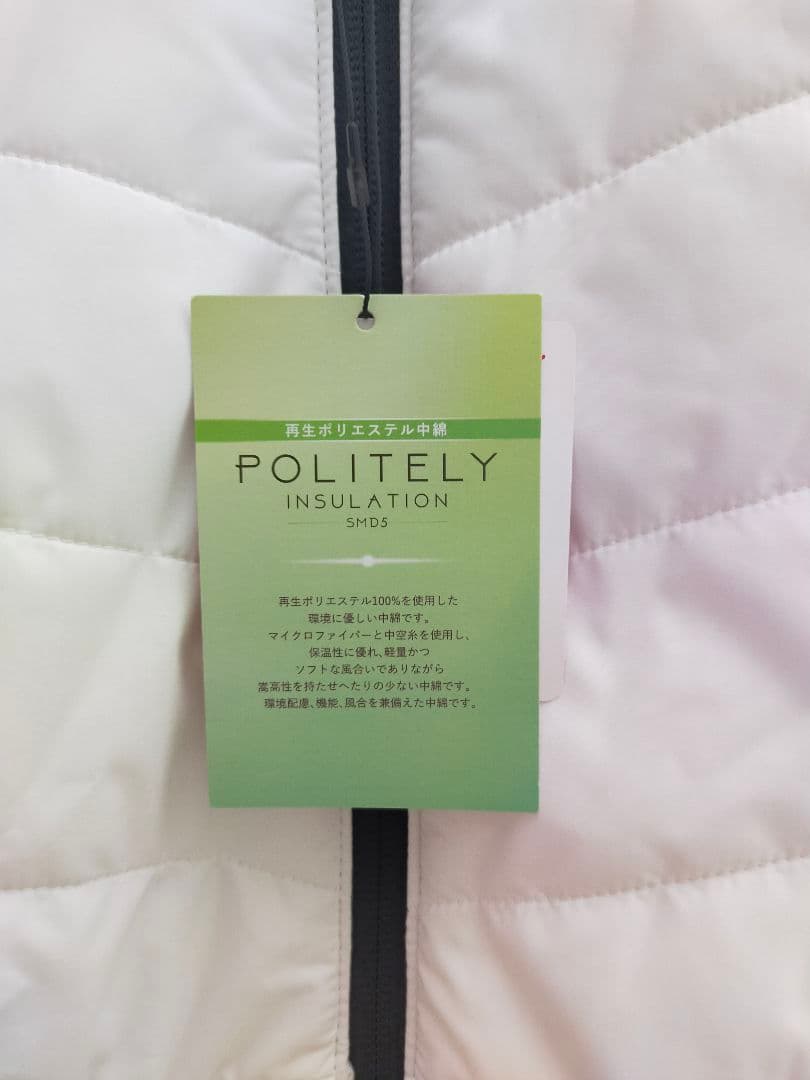 再生ポリエステル中綿
POLITELY
INSULATION
SMD5
再生ポリエステル100%を使用した
環境に優しい中綿です。
マイクロファイバーと中空糸を使用し、
保温性に優れ、軽量かつ
ソフトな風合いでありながら
嵩高性を持たせへたりの少ない中綿です。
環境配慮、機能、風合を兼備えた中綿です。